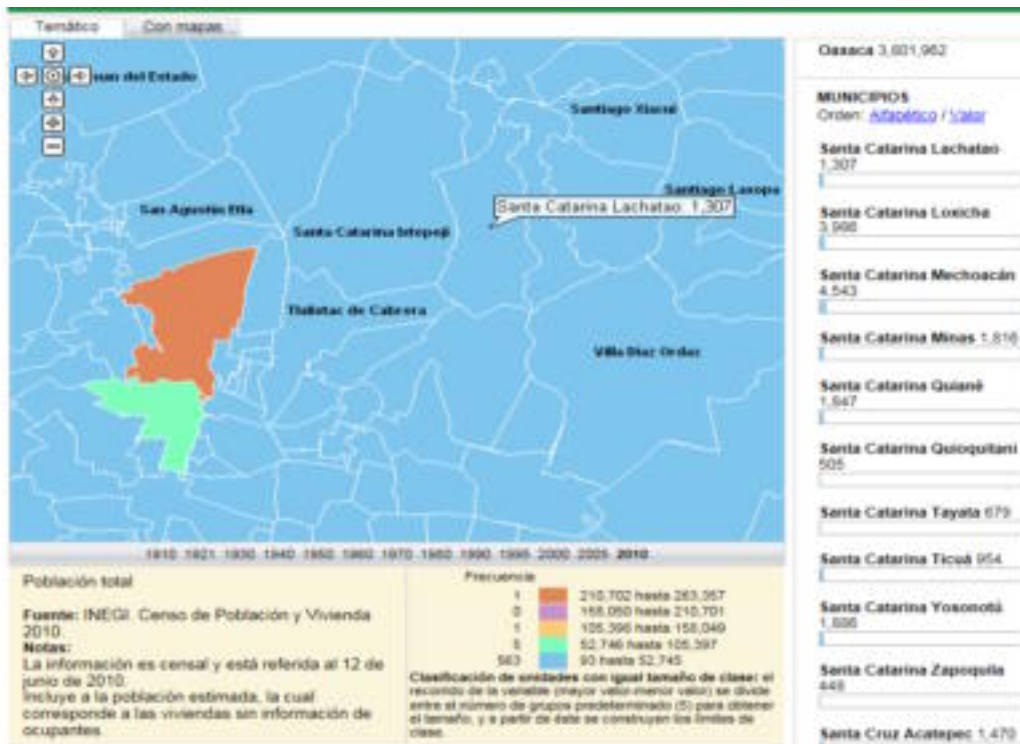 Temático
Con mapas
Juan del Estado
Santiago Xiacuí
Santiago Laxopa
Santa Catarina Lachatao: 1,307
San Agustín Etla
Santa Catarina Ixtepeji
Tlalixtac de Cabrera
Villa Díaz Ordaz
1910 1921 1930 1940 1950 1960 1970 1980 1990 1995 2000 2005 2010
Población total
Fuente: INEGI. Censo de Población y Vivienda
2010.
Notas:
La información es censal y está referida al 12 de
junio de 2010.
Incluye a la población estimada, la cual
corresponde a las viviendas sin información de
ocupantes.
Frecuencia
1 210,702 hasta 263,357
0 158,050 hasta 210,701
1 105,398 hasta 158,049
5 52,746 hasta 105,397
563 93 hasta 52,745
Clasificación de unidades con igual tamaño de clase: el
recorrido de la variable (mayor valor-menor valor) se divide
entre el número de grupos predeterminado (5) para obtener
el tamaño, y a partir de éste se construyen los límites de
clase.
Oaxaca 3,801,962
MUNICIPIOS
Orden: Alfabético / Valor
Santa Catarina Lachatao
1,307
Santa Catarina Loxicha
Santa Catarina Mechoacán
4,543
Santa Catarina Minas 1,816
Santa Catarina Quiané
1,847
Santa Catarina Quioquitani
505
Santa Catarina Tayata 679
Santa Catarina Ticuá 954
Santa Catarina Yosonotú
Santa Catarina Zapoquila
Santa Cruz Acatepec 1,470